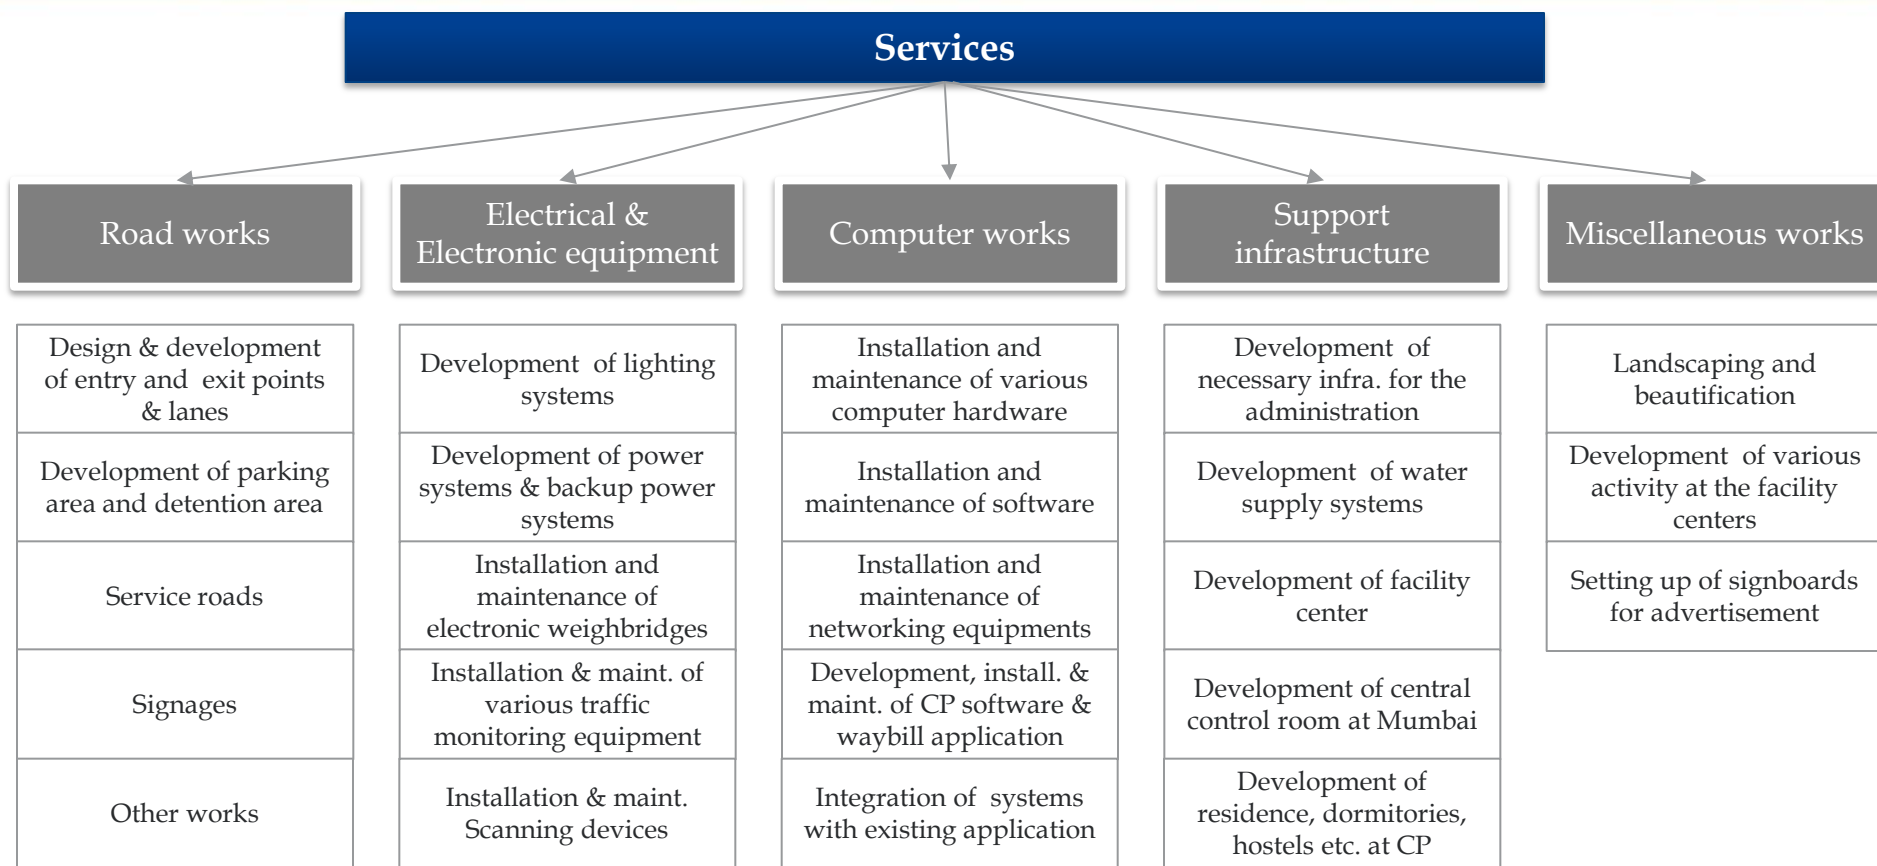 Services
Road works
Electrical &
Electronic equipment
Computer works
Support
infrastructure
Miscellaneous works
Design & development
of entry and exit points
& lanes
Development of parking
area and detention area
Service roads
Signages
Other works
Development of lighting
systems
Development of power
systems & backup power
systems
Installation and
maintenance of
electronic weighbridges
Installation & maint. of
various traffic
monitoring equipment
Installation & maint.
Scanning devices
Installation and
maintenance of various
computer hardware
Installation and
maintenance of software
Installation and
maintenance of
networking equipments
Development, install. &
maint. of CP software &
waybill application
Integration of systems
with existing application
Development of
necessary infra. for the
administration
Development of water
supply systems
Development of facility
center
Development of central
control room at Mumbai
Development of
residence, dormitories,
hostels etc. at CP
Landscaping and
beautification
Development of various
activity at the facility
centers
Setting up of signboards
for advertisement